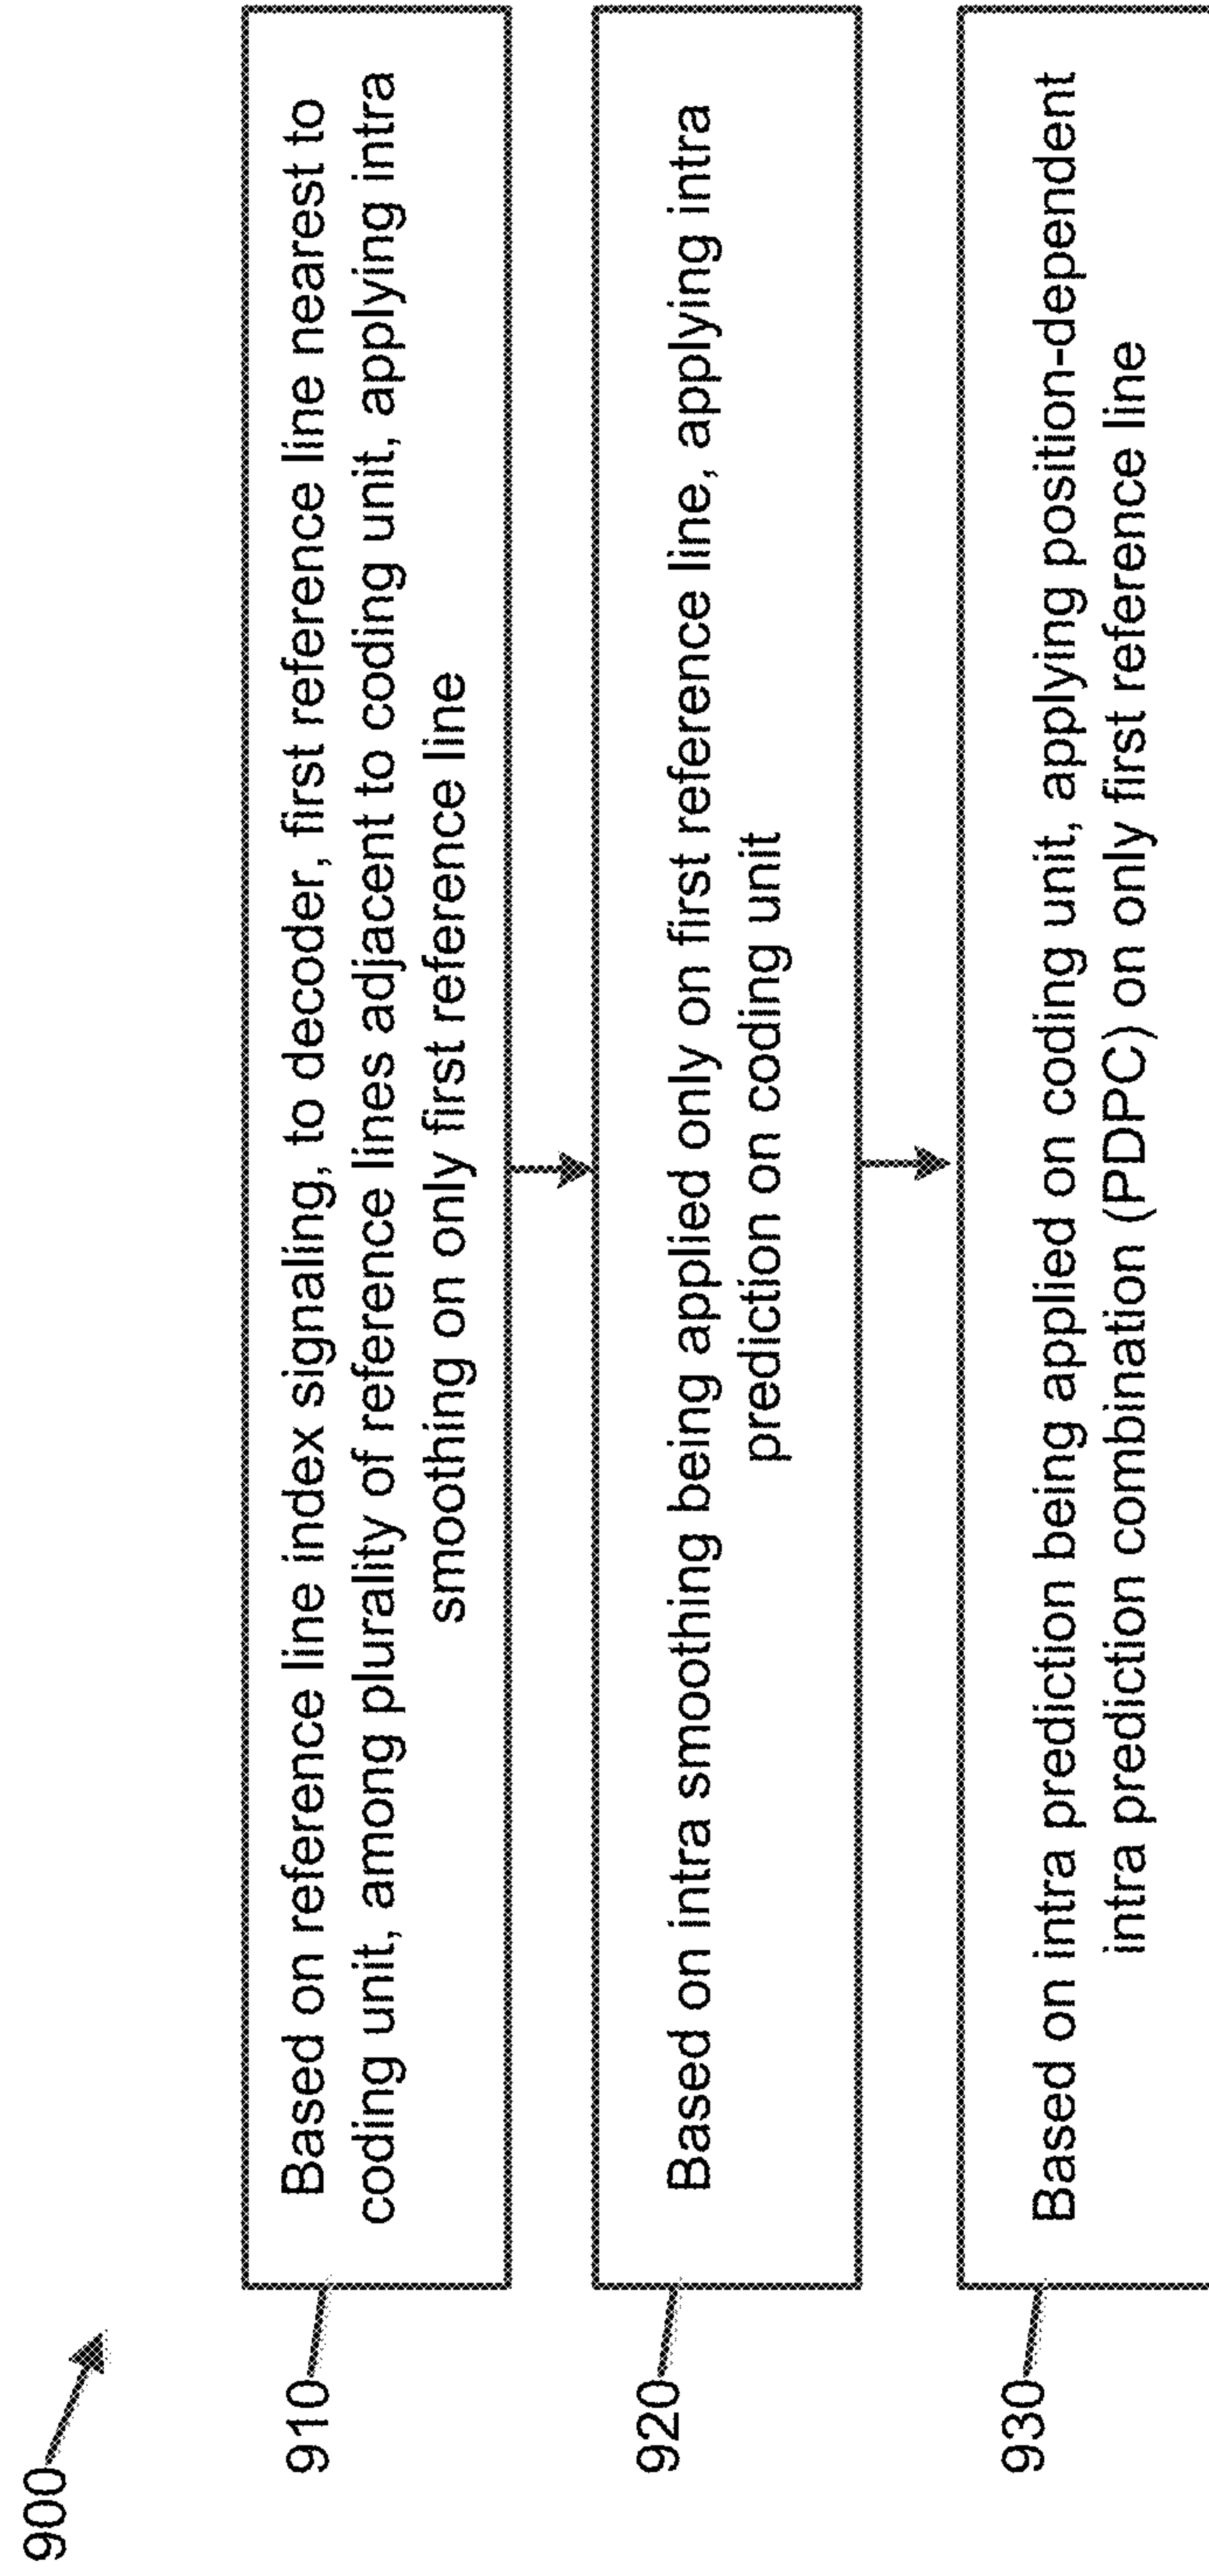 900
910
Based on reference line index signaling, to decoder, first reference line nearest to
coding unit, among plurality of reference lines adjacent to coding unit, applying intra
smoothing on only first reference line
920
Based on intra smoothing being applied only on first reference line, applying intra
prediction on coding unit
930
Based on intra prediction being applied on coding unit, applying position-dependent
intra prediction combination (PDPC) on only first reference line